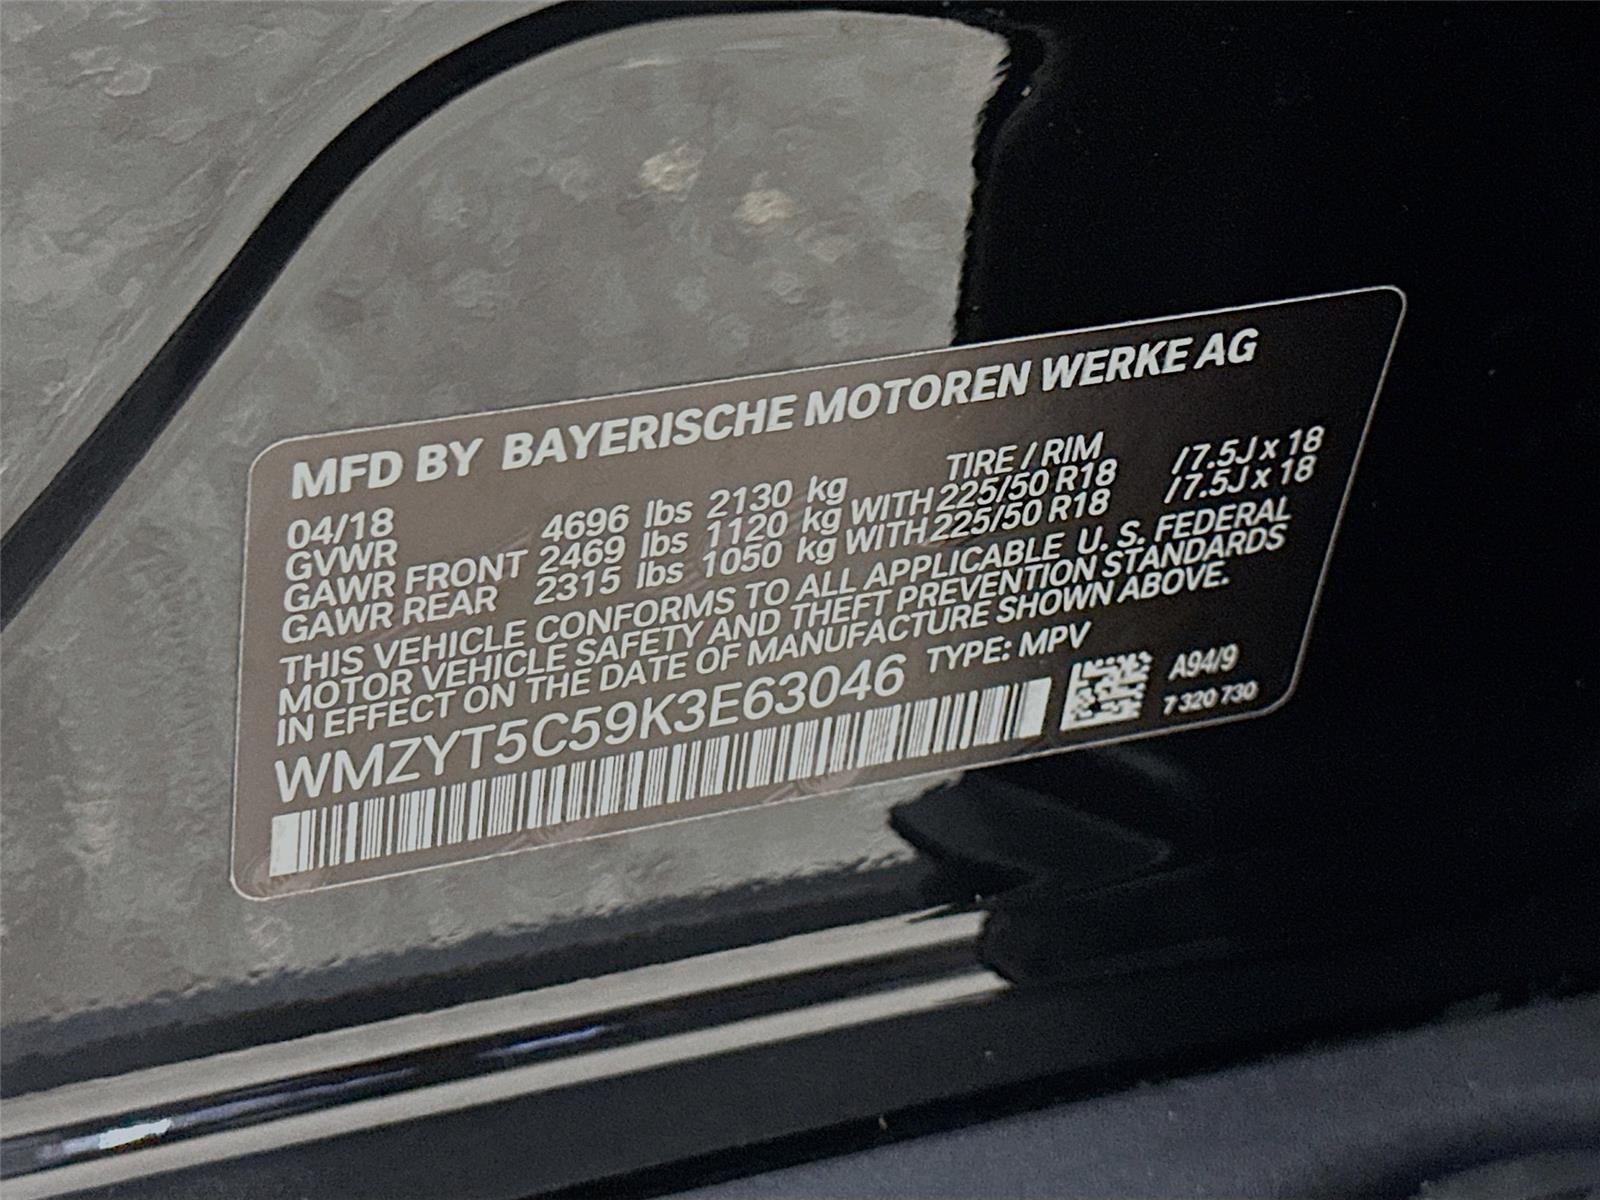 MFD BY BAYERISCHE MOTOREN WERKE AG
04/18 TIRE / RIM
GVWR 4696 lbs 2130 kg
GAWR FRONT 2469 lbs 1120 kg WITH 225/50 R18 /7.5J x 18
GAWR REAR 2315 lbs 1050 kg WITH 225/50 R18 /7.5J x 18
THIS VEHICLE CONFORMS TO ALL APPLICABLE U. S. FEDERAL
MOTOR VEHICLE SAFETY AND THEFT PREVENTION STANDARDS
IN EFFECT ON THE DATE OF MANUFACTURE SHOWN ABOVE.
WMZYT5C59K3E63046 TYPE: MPV
A94/9
7 320 730